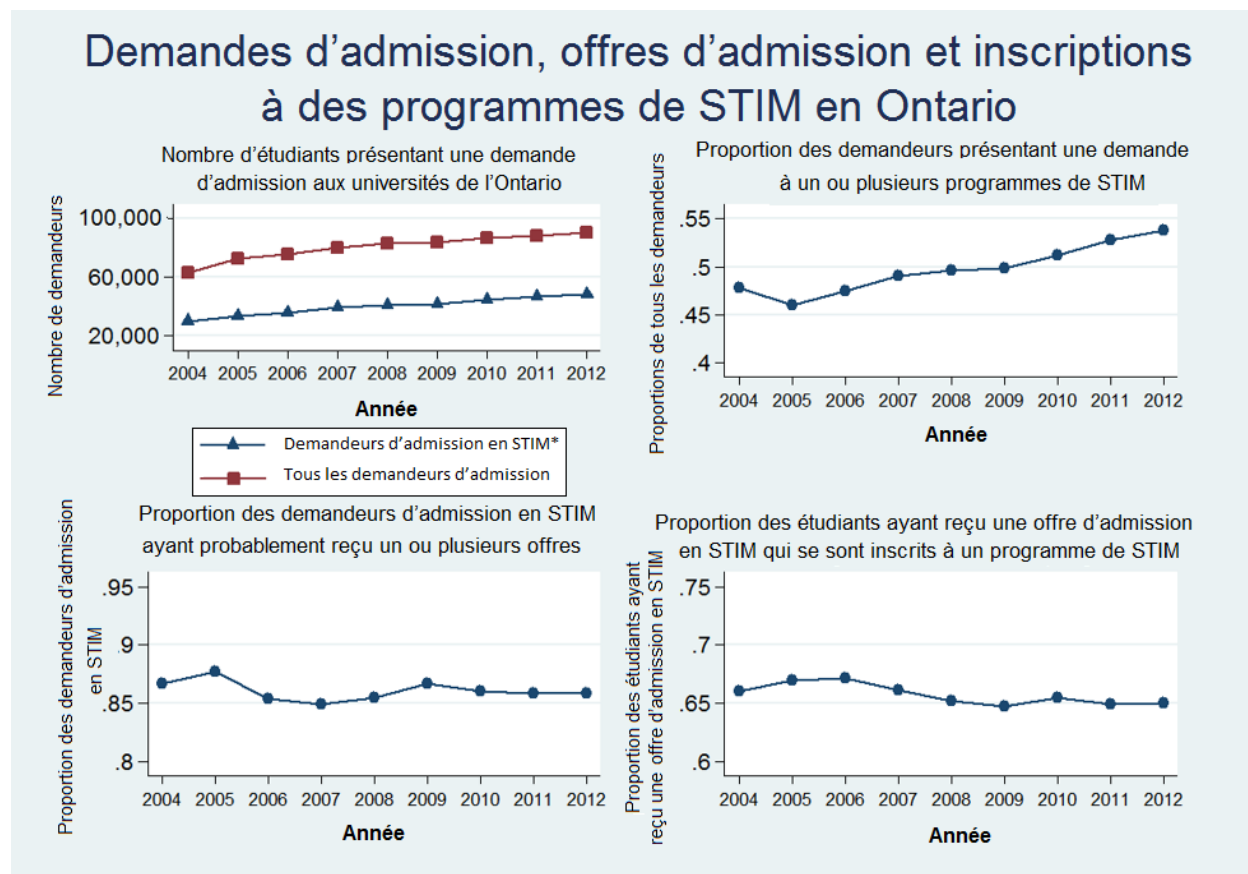 Demandes d'admission, offres d'admission et inscriptions
à des programmes de STIM en Ontario
Nombre d'étudiants présentant une demande
d'admission aux universités de l'Ontario
Nombre de demandeurs
100,000
60,000
20,000
2004 2005 2006 2007 2008 2009 2010 2011 2012
Année
Demandeurs d'admission en STIM*
Tous les demandeurs d'admission
Proportion des demandeurs présentant une demande
à un ou plusieurs programmes de STIM
Proportions de tous les demandeurs
.55
.5
.45
.4
2004 2005 2006 2007 2008 2009 2010 2011 2012
Année
Proportion des demandeurs d'admission en STIM
ayant probablement reçu un ou plusieurs offres
Proportion des demandeurs d'admission
en STIM
.95
.9
.85
.8
2004 2005 2006 2007 2008 2009 2010 2011 2012
Année
Proportion des étudiants ayant reçu une offre d'admission
en STIM qui se sont inscrits à un programme de STIM
Proportion des étudiants ayant
reçu une offre d'admission en STIM
.75
.7
.65
.6
2004 2005 2006 2007 2008 2009 2010 2011 2012
Année